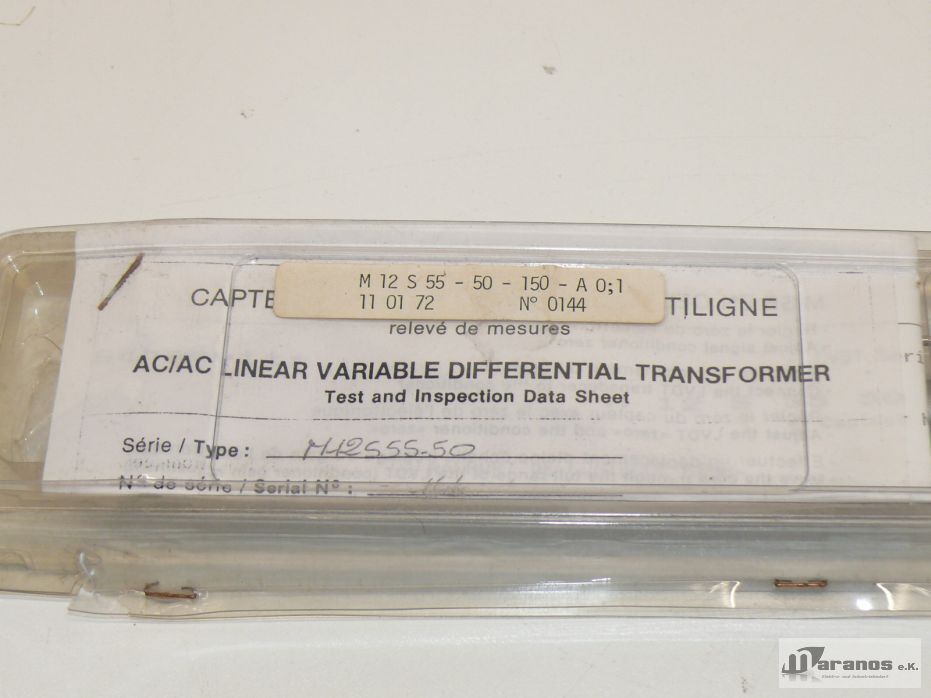 M 12 S 55 - 50 - 150 - A 0;1
11 01 72 N° 0144
CAPTE TILIGNE
relevé de mesures
AC/AC LINEAR VARIABLE DIFFERENTIAL TRANSFORMER
Test and Inspection Data Sheet
Série / Type : M12S55-50
N° de série / Serial N° :
maranos e.K.